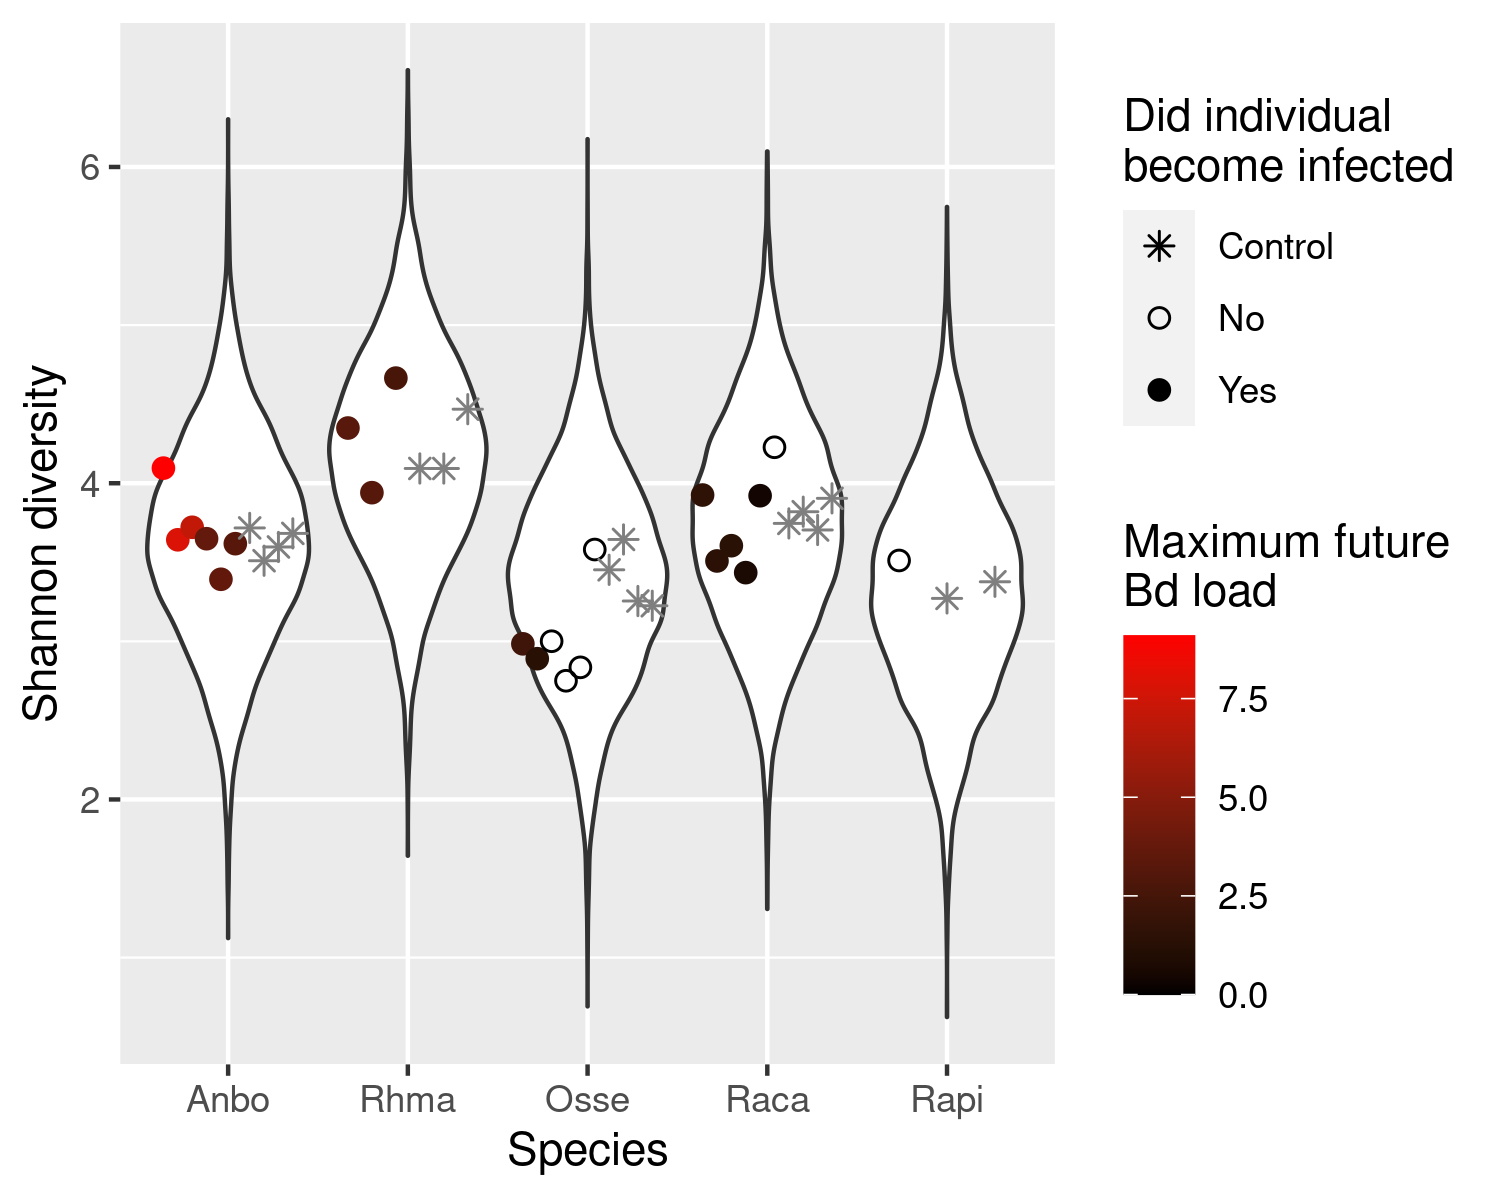 Shannon diversity
6
4
2
Anbo
Rhma
Osse
Raca
Rapi
Species
Did individual
become infected
Control
No
Yes
Maximum future
Bd load
7.5
5.0
2.5
0.0